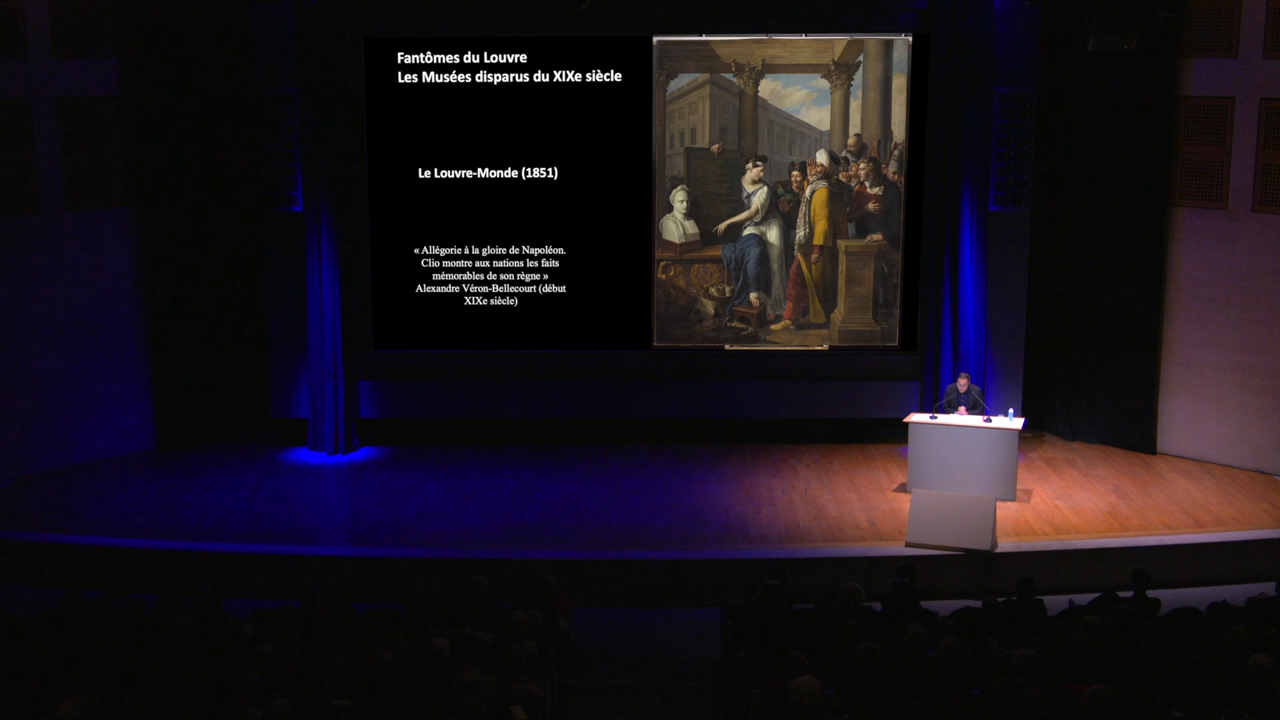 Fantômes du Louvre
Les Musées disparus du XIXe siècle
Le Louvre-Monde (1851)
« Allégorie à la gloire de Napoléon.
Clio montre aux nations les faits
mémorables de son règne »
Alexandre Véron-Bellecourt (début
XIXe siècle)